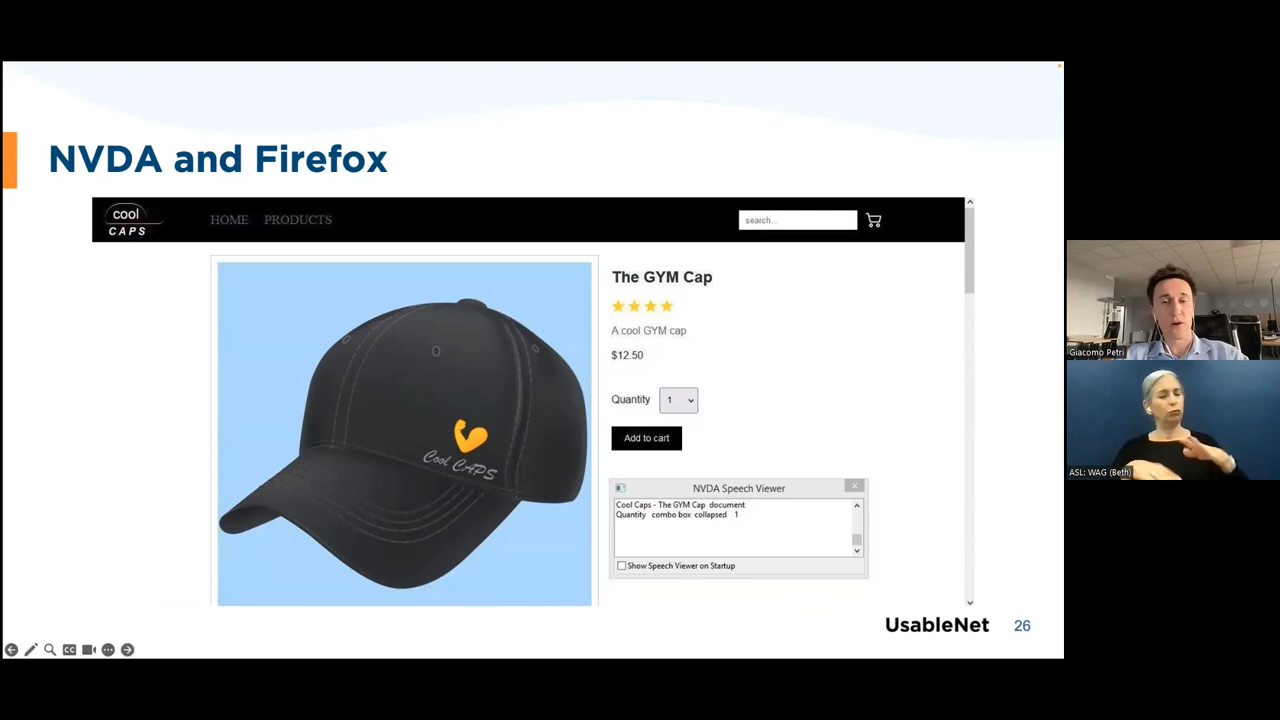 NVDA and Firefox
cool
CAPS
HOME PRODUCTS
search...
The GYM Cap
A cool GYM cap
$12.50
Quantity 1
Add to cart
Cool CAPS
NVDA Speech Viewer
Cool Caps - The GYM Cap document
Quantity combo box collapsed 1
Show Speech Viewer on Startup
UsableNet 26
CC
Giacomo Petri
ASL: WAG (Beth)